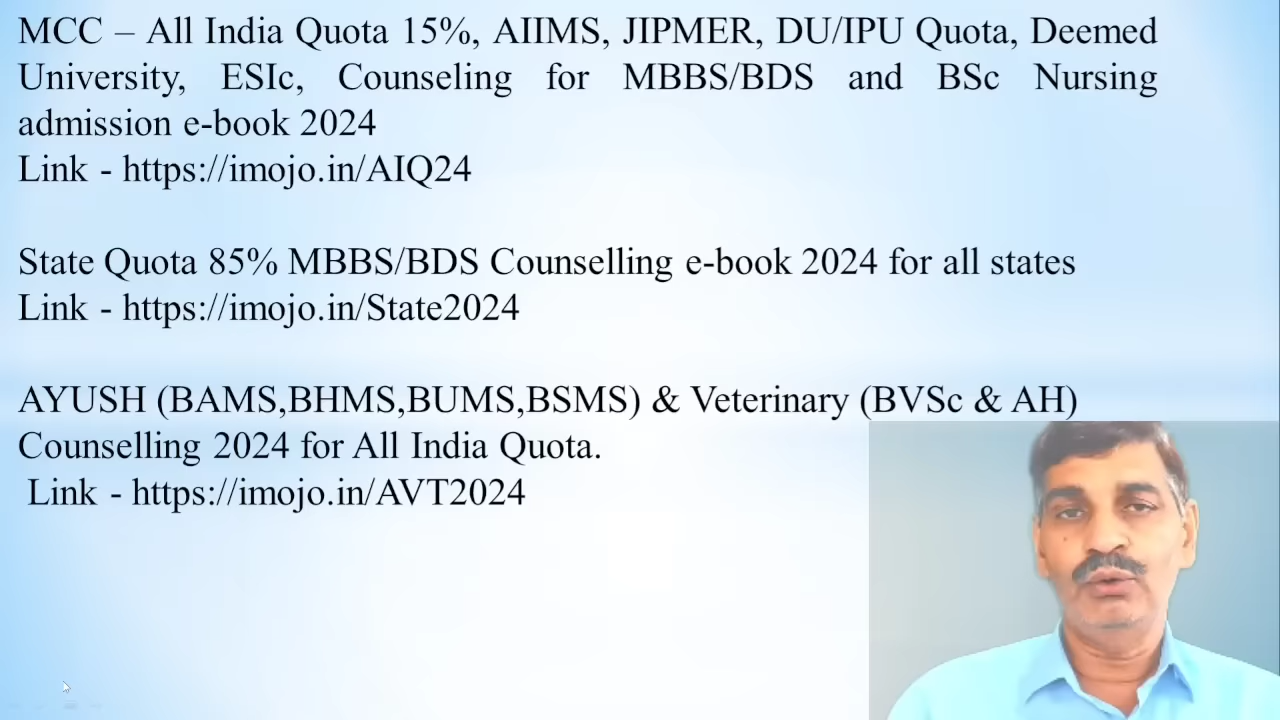 MCC – All India Quota 15%, AIIMS, JIPMER, DU/IPU Quota, Deemed
University, ESIc, Counseling for MBBS/BDS and BSc Nursing
admission e-book 2024
Link - https://imojo.in/AIQ24
State Quota 85% MBBS/BDS Counselling e-book 2024 for all states
Link - https://imojo.in/State2024
AYUSH (BAMS,BHMS,BUMS,BSMS) & Veterinary (BVSc & AH)
Counselling 2024 for All India Quota.
Link - https://imojo.in/AVT2024